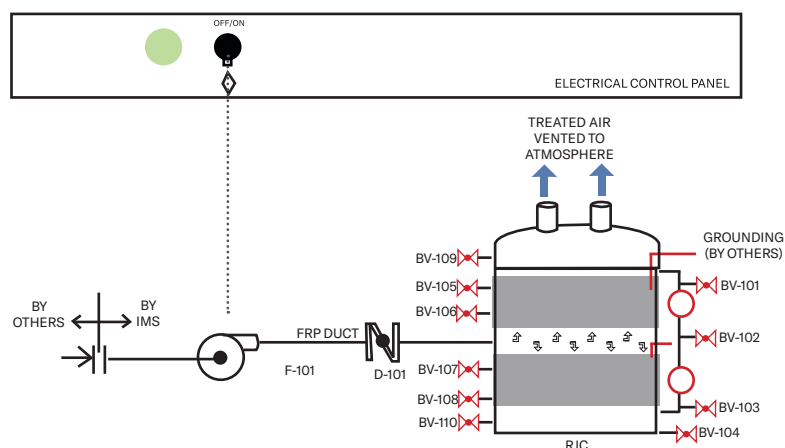 OFF/ON
ELECTRICAL CONTROL PANEL
TREATED AIR
VENTED TO
ATMOSPHERE
GROUNDING
(BY OTHERS)
BV-109
BV-105
BV-106
BV-101
BV-102
BY
OTHERS
BY
IMS
FRP DUCT
F-101
D-101
BV-107
BV-108
BV-110
BV-103
BV-104